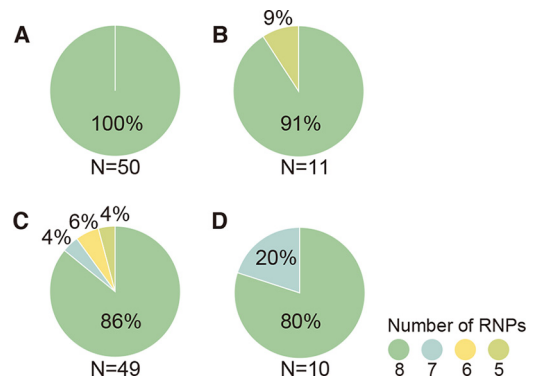 A
100%
N=50
B
9%
91%
N=11
C
4%
6%
4%
86%
N=49
D
20%
80%
N=10
Number of RNPs
8 7 6 5